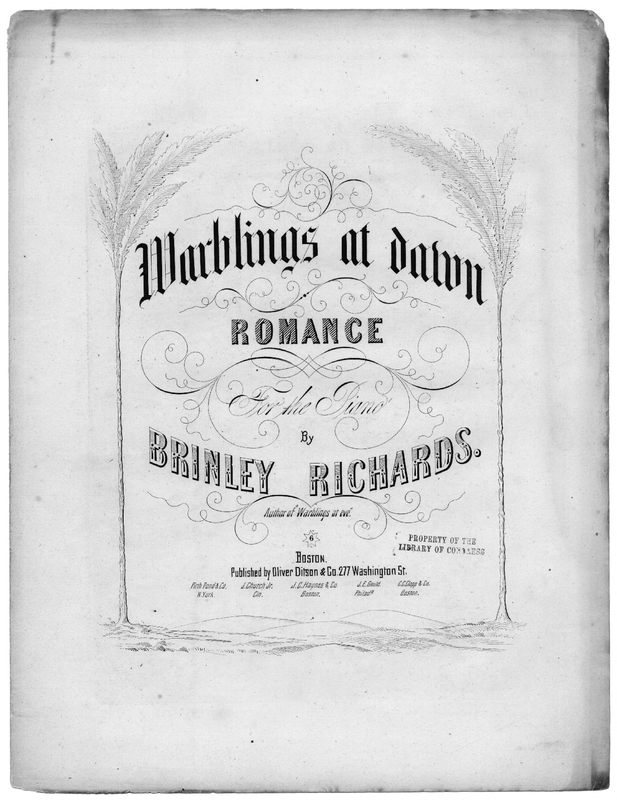 Warblings at dawn
ROMANCE
For the Piano
By
BRINLEY RICHARDS.
Author of "Warblings at eve."
6
BOSTON.
Published by Oliver Ditson & Co. 277 Washington St.
Firth Pond & Co. J. Church Jr. J. C. Haynes & Co. J. E. Gould. C. C. Clapp & Co.
N. York. Cin. Boston. Philadª Boston.
PROPERTY OF THE
LIBRARY OF CONGRESS